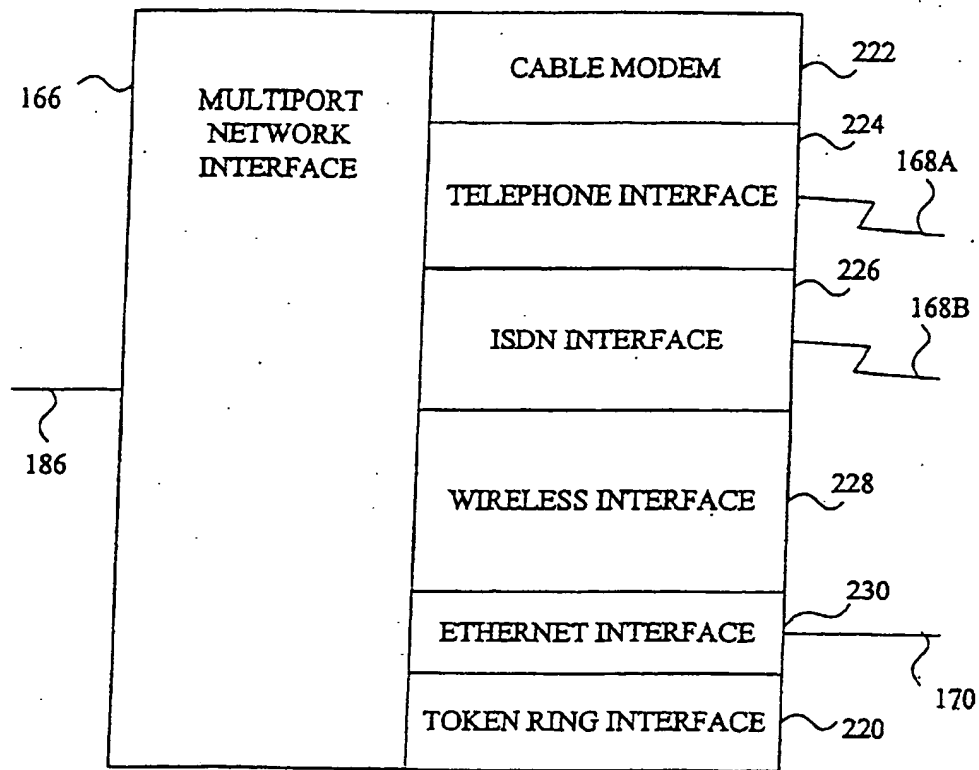 CABLE MODEM
222
166
MULTIPORT
NETWORK
INTERFACE
224
168A
TELEPHONE INTERFACE
226
168B
ISDN INTERFACE
186
WIRELESS INTERFACE
228
230
ETHERNET INTERFACE
170
TOKEN RING INTERFACE
220